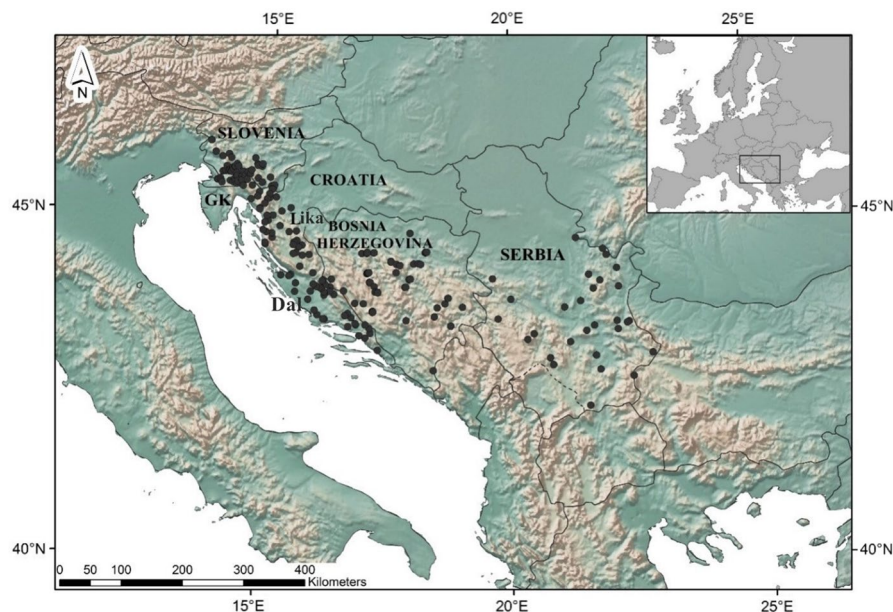 15°E 20°E 25°E
N
SLOVENIA
CROATIA
45°N 45°N
GK
Lika
BOSNIA
HERZEGOVINA
SERBIA
Dal
40°N 40°N
0 50 100 200 300 400
Kilometers
15°E 20°E 25°E